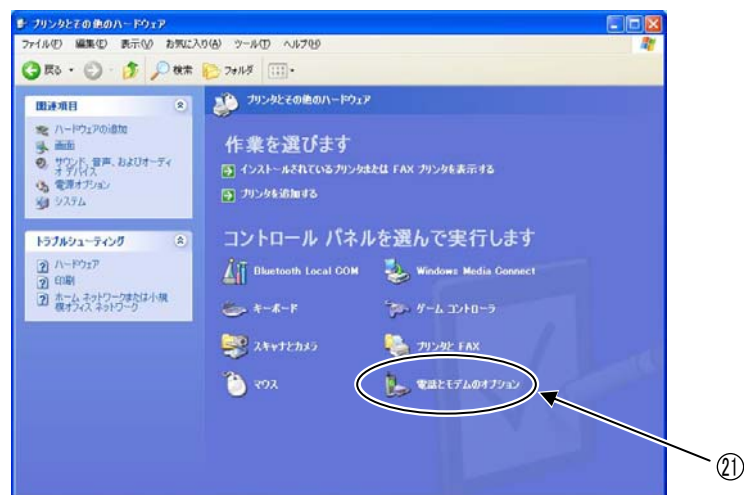 プリンタとその他のハードウェア
ファイル(F) 編集(E) 表示(V) お気に入り(A) ツール(T) ヘルプ(H)
戻る 検索 フォルダ
関連項目
ハードウェアの追加
画面
サウンド、音声、およびオーディ
オ デバイス
電源オプション
システム
トラブルシューティング
ハードウェア
印刷
ホーム ネットワークまたは小規
模オフィス ネットワーク
プリンタとその他のハードウェア
作業を選びます
インストールされているプリンタまたは FAX プリンタを表示する
プリンタを追加する
コントロール パネルを選んで実行します
Bluetooth Local COM Windows Media Connect
キーボード ゲーム コントローラ
スキャナとカメラ プリンタと FAX
マウス 電話とモデムのオプション
㉑